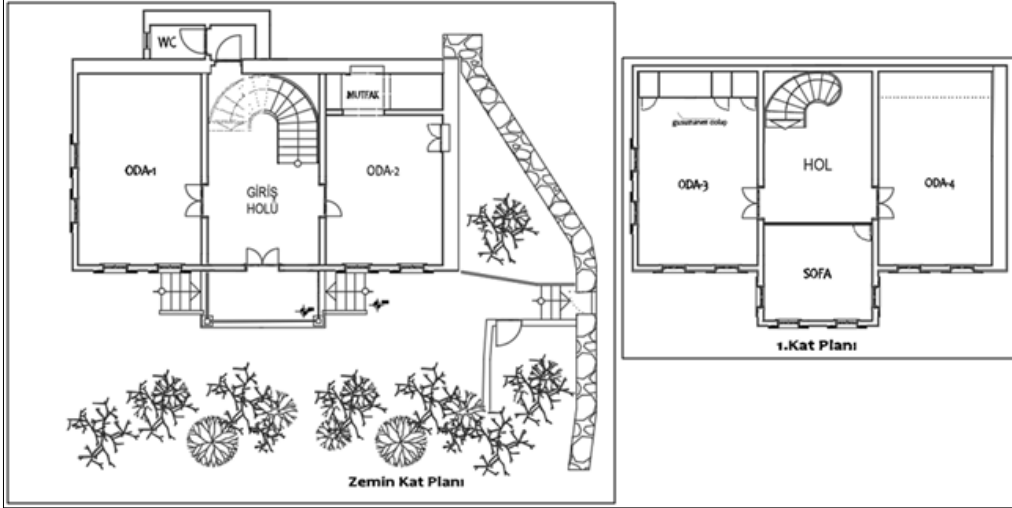 WC
MUTFAK
ODA-1
GİRİŞ
HOLÜ
ODA-2
Zemin Kat Planı
HOL
ODA-3
ODA-4
SOFA
1.Kat Planı